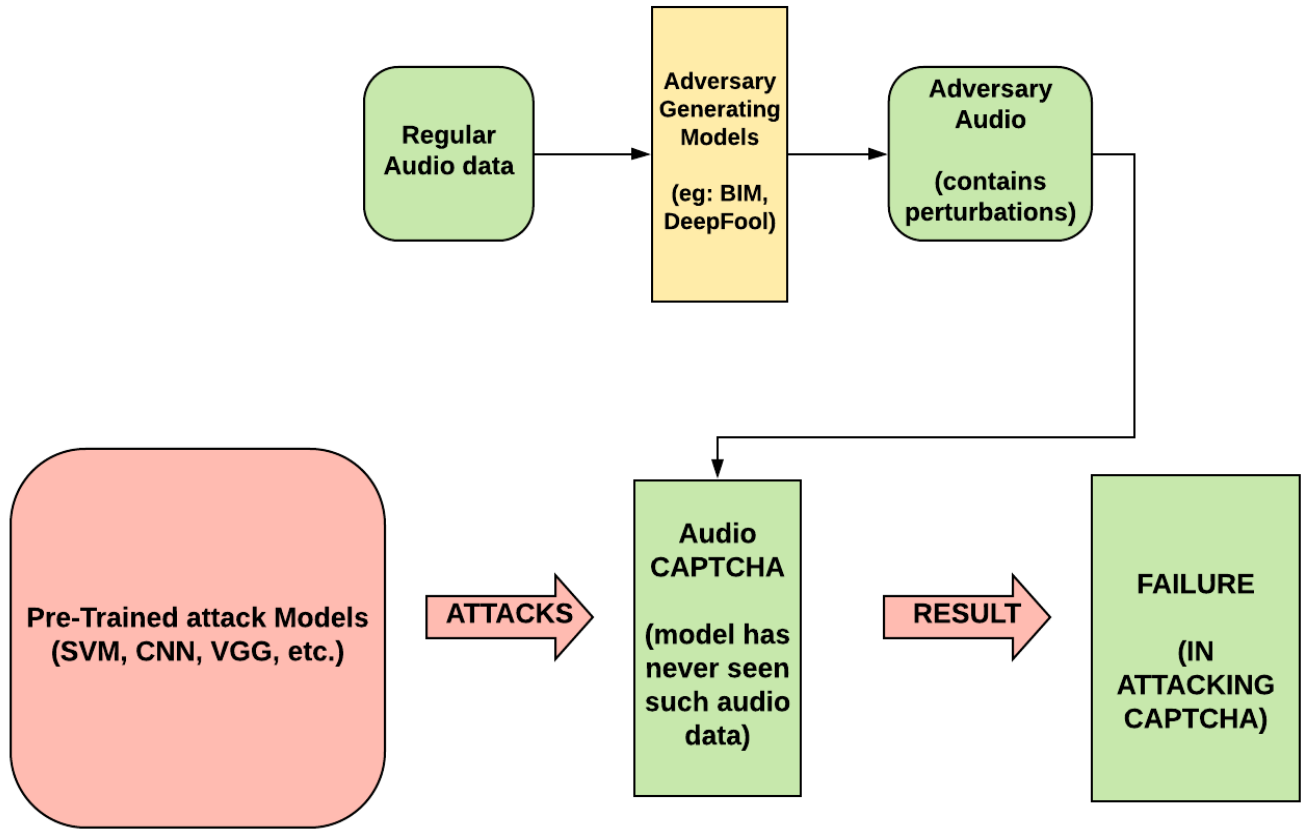 Regular
Audio data
Adversary
Generating
Models
(eg: BIM,
DeepFool)
Adversary
Audio
(contains
perturbations)
Pre-Trained attack Models
(SVM, CNN, VGG, etc.)
ATTACKS
Audio
CAPTCHA
(model has
never seen
such audio
data)
RESULT
FAILURE
(IN
ATTACKING
CAPTCHA)